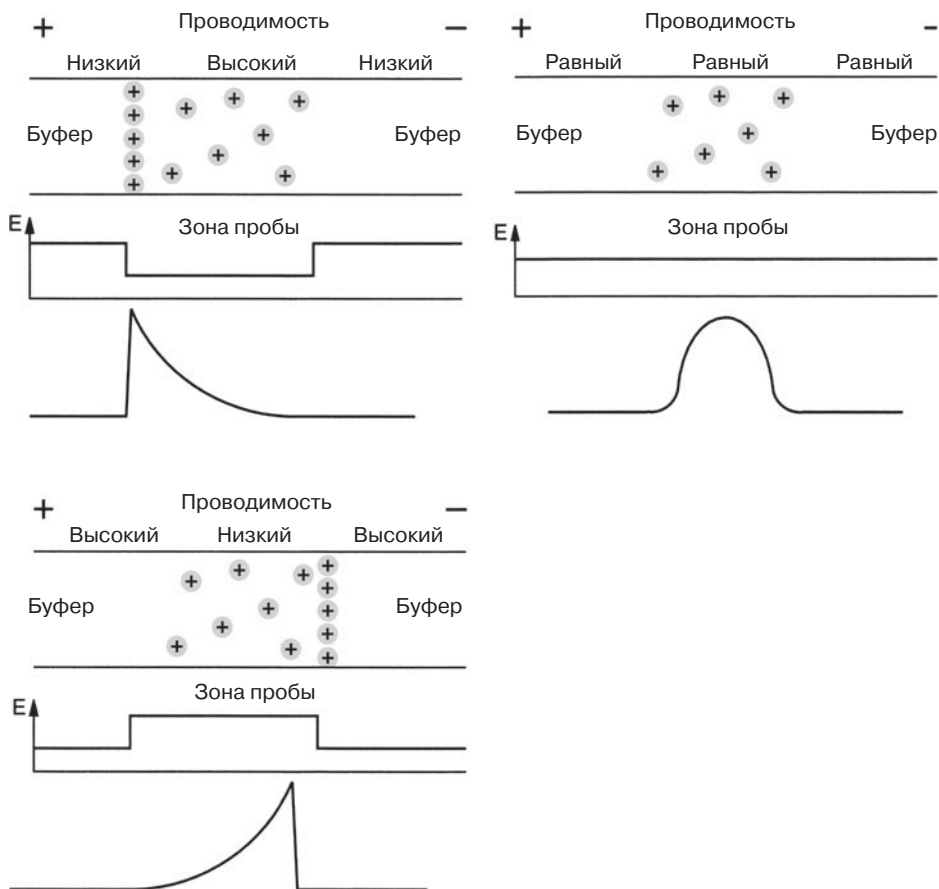 + Проводимость −
Низкий Высокий Низкий
Буфер Буфер
Зона пробы
E
+ Проводимость -
Равный Равный Равный
Буфер Буфер
Зона пробы
E
+ Проводимость −
Высокий Низкий Высокий
Буфер Буфер
Зона пробы
E